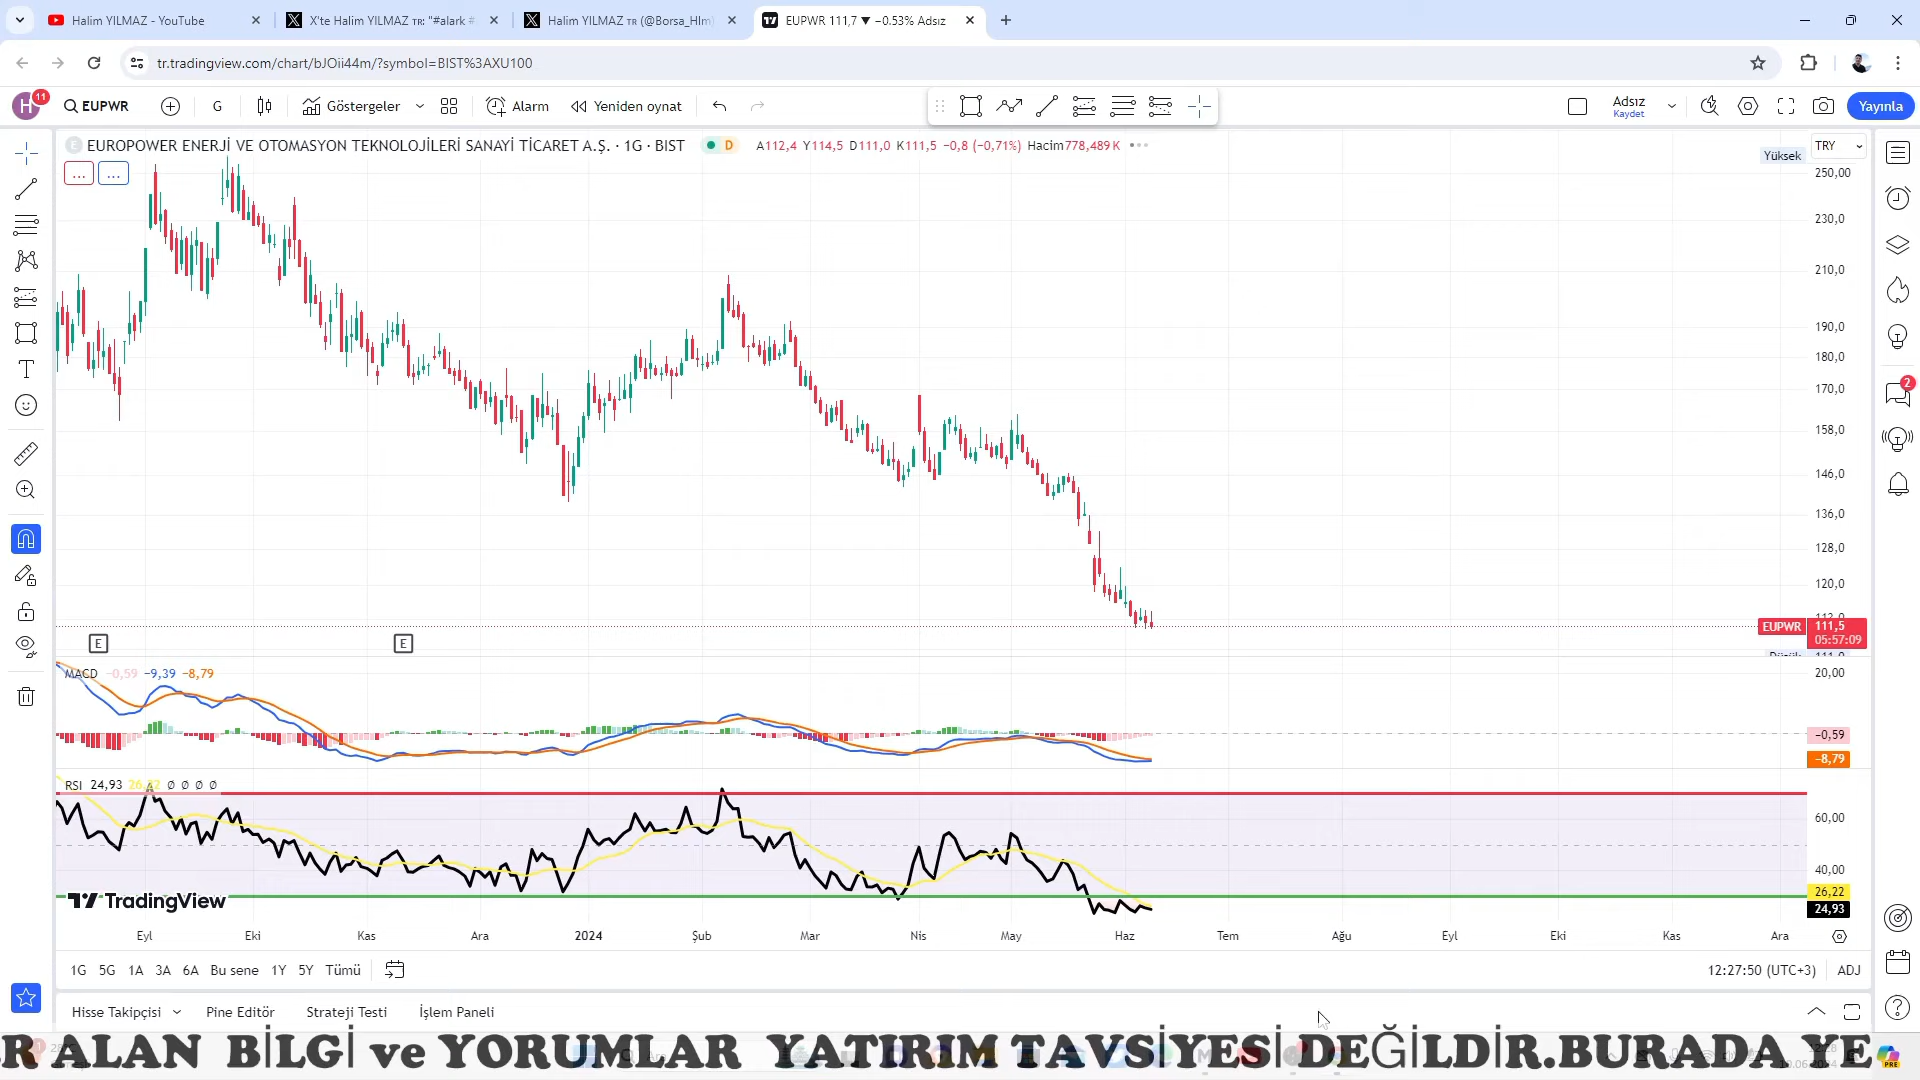 Halim YILMAZ - YouTube
X'te Halim YILMAZ TR: "#alark #
Halim YILMAZ TR (@Borsa_Hlm)
EUPWR 111,7 ▼ −0.53% Adsız
tr.tradingview.com/chart/bJOii44m/?symbol=BIST%3AXU100
H
11
EUPWR
G
Göstergeler
Alarm
Yeniden oynat
Adsız
Kaydet
Yayınla
E
EUROPOWER ENERJİ VE OTOMASYON TEKNOLOJİLERİ SANAYİ TİCARET A.Ş. · 1G · BIST
D
A112,4 Y114,5 D111,0 K111,5 −0,8 (−0,71%) Hacim778,489K
TRY
Yüksek
250,00
230,0
210,0
190,0
180,0
170,0
158,0
146,0
136,0
128,0
120,0
EUPWR 111,5
05:57:09
E
E
2
MACD −0,59 −9,39 −8,79
20,00
−0,59
−8,79
RSI 24,93 26,22 Ø Ø Ø Ø
60,00
40,00
26,22
24,93
TradingView
Eyl Eki Kas Ara 2024 Şub Mar Nis May Haz Tem Ağu Eyl Eki Kas Ara
1G 5G 1A 3A 6A Bu sene 1Y 5Y Tümü
12:27:50 (UTC+3) ADJ
Hisse Takipçisi Pine Editör Strateji Testi İşlem Paneli
R ALAN BİLGİ ve YORUMLAR YATIRIM TAVSİYESİ DEĞİLDİR.BURADA YE